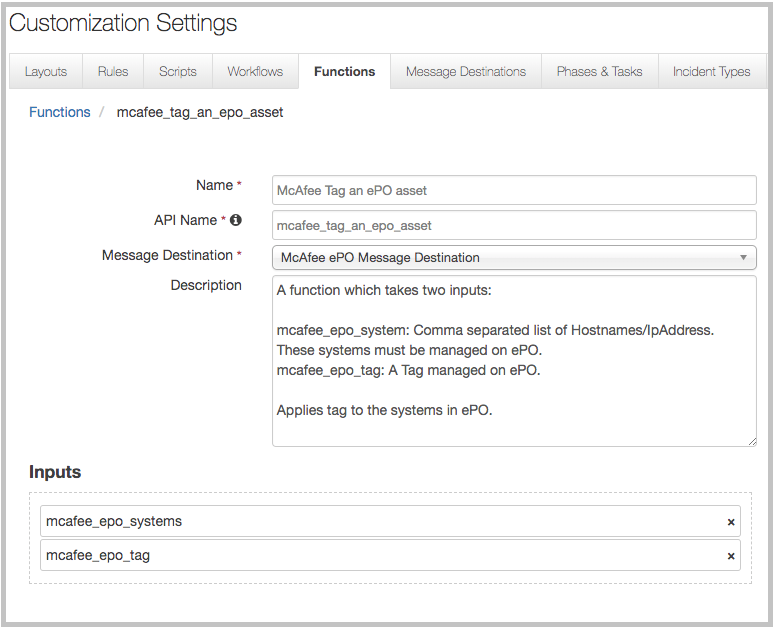 Customization Settings
Layouts Rules Scripts Workflows Functions Message Destinations Phases & Tasks Incident Types
Functions / mcafee_tag_an_epo_asset
Name * McAfee Tag an ePO asset
API Name * mcafee_tag_an_epo_asset
Message Destination * McAfee ePO Message Destination
Description
A function which takes two inputs:
mcafee_epo_system: Comma separated list of Hostnames/IpAddress.
These systems must be managed on ePO.
mcafee_epo_tag: A Tag managed on ePO.
Applies tag to the systems in ePO.
Inputs
mcafee_epo_systems ×
mcafee_epo_tag ×